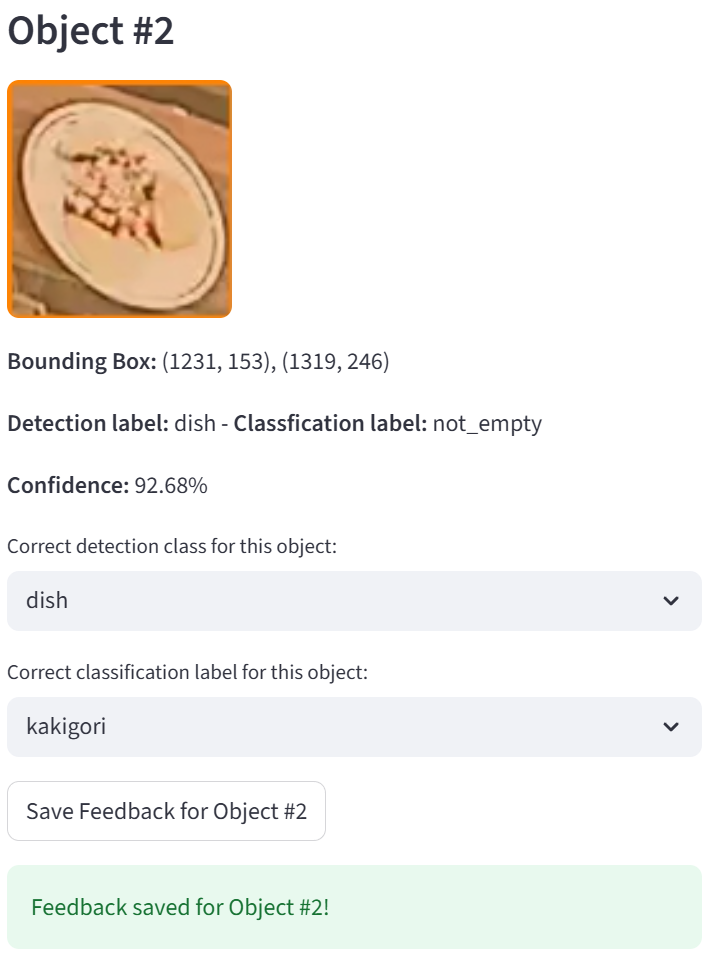 Object #2
Bounding Box: (1231, 153), (1319, 246)
Detection label: dish - Classfication label: not_empty
Confidence: 92.68%
Correct detection class for this object:
dish
Correct classification label for this object:
kakigori
Save Feedback for Object #2
Feedback saved for Object #2!